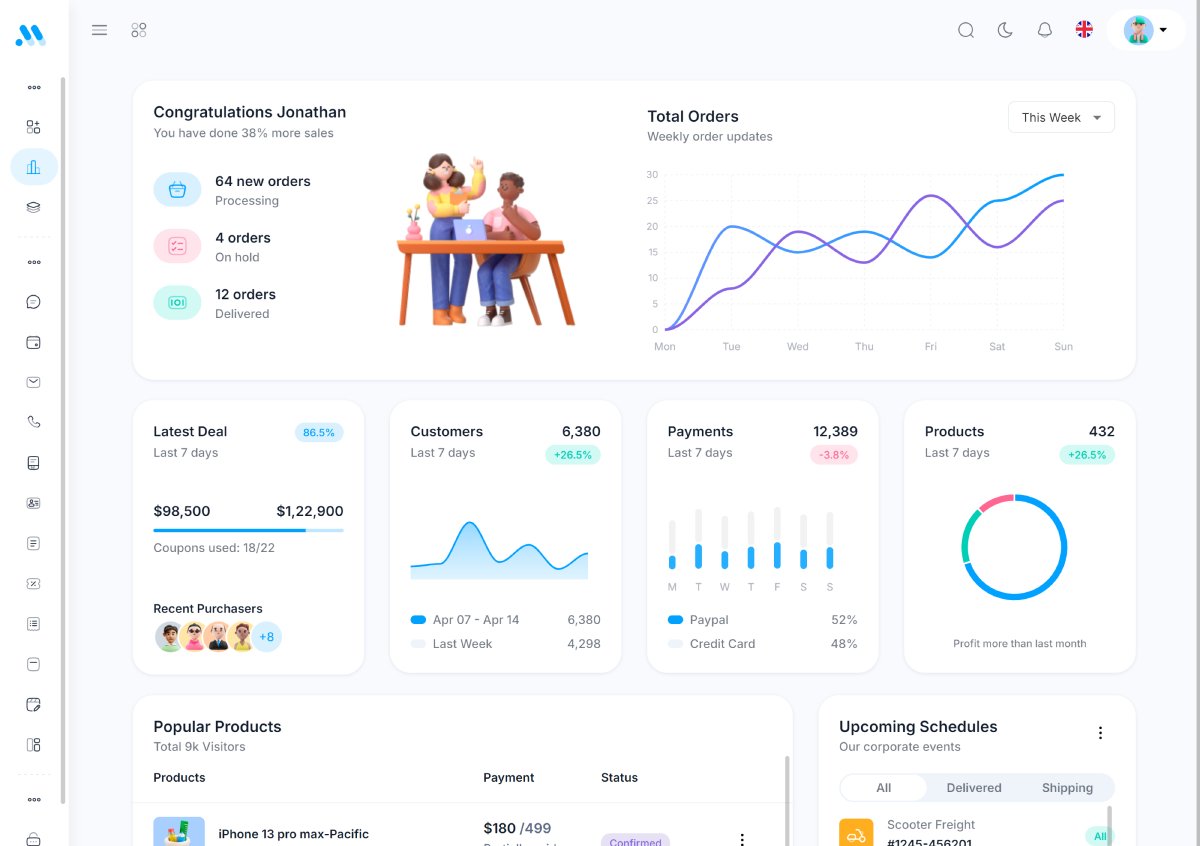 Congratulations Jonathan
You have done 38% more sales
64 new orders
Processing
4 orders
On hold
12 orders
Delivered
Total Orders
Weekly order updates
This Week
30
25
20
15
10
5
0
Mon Tue Wed Thu Fri Sat Sun
Latest Deal
86.5%
Last 7 days
$98,500 $1,22,900
Coupons used: 18/22
Recent Purchasers
+8
Customers 6,380
Last 7 days +26.5%
Apr 07 - Apr 14 6,380
Last Week 4,298
Payments 12,389
Last 7 days -3.8%
M T W T F S S
Paypal 52%
Credit Card 48%
Products 432
Last 7 days +26.5%
Profit more than last month
Popular Products
Total 9k Visitors
Products Payment Status
iPhone 13 pro max-Pacific
$180 /499
Confirmed
Upcoming Schedules
Our corporate events
All Delivered Shipping
Scooter Freight
#1245-456201
All